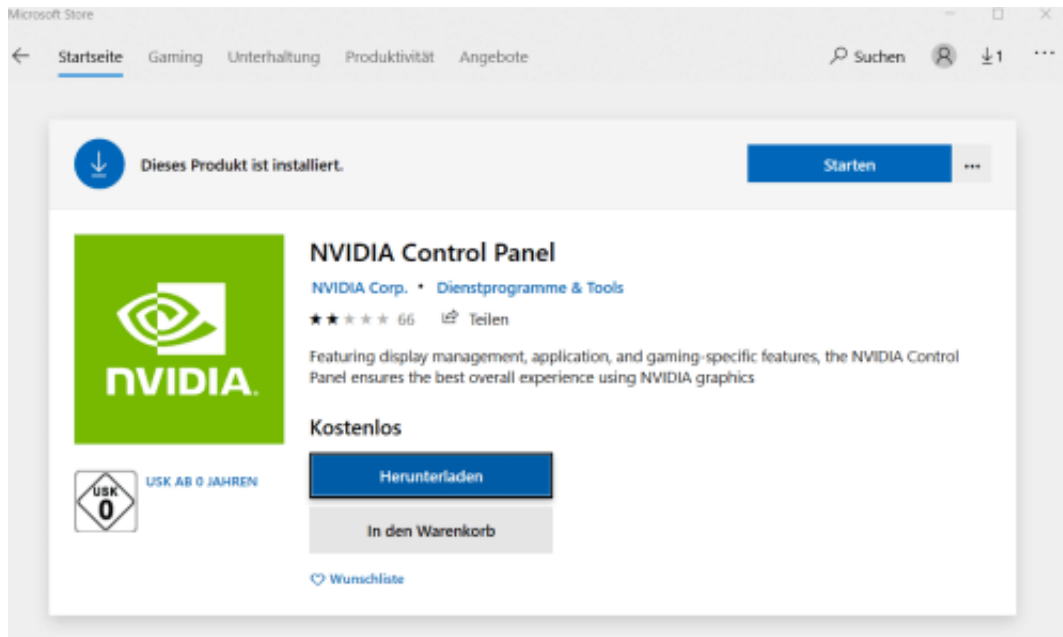 Microsoft Store
Startseite Gaming Unterhaltung Produktivität Angebote Suchen 1
Dieses Produkt ist installiert. Starten
NVIDIA Control Panel
NVIDIA Corp. • Dienstprogramme & Tools
66 Teilen
Featuring display management, application, and gaming-specific features, the NVIDIA Control
Panel ensures the best overall experience using NVIDIA graphics
NVIDIA.
Kostenlos
Herunterladen
USK AB 0 JAHREN
USK
0
In den Warenkorb
Wunschliste